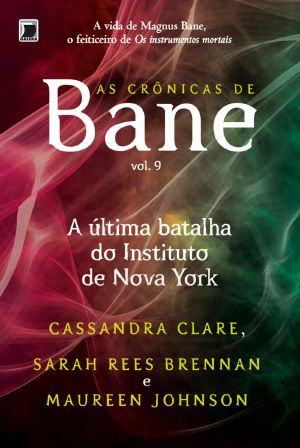 GALERA
A vida de Magnus Bane,
o feiticeiro de Os instrumentos mortais
AS CRÔNICAS DE
Bane
vol. 9
A última batalha
do Instituto
de Nova York
CASSANDRA CLARE,
SARAH REES BRENNAN
e
MAUREEN JOHNSON